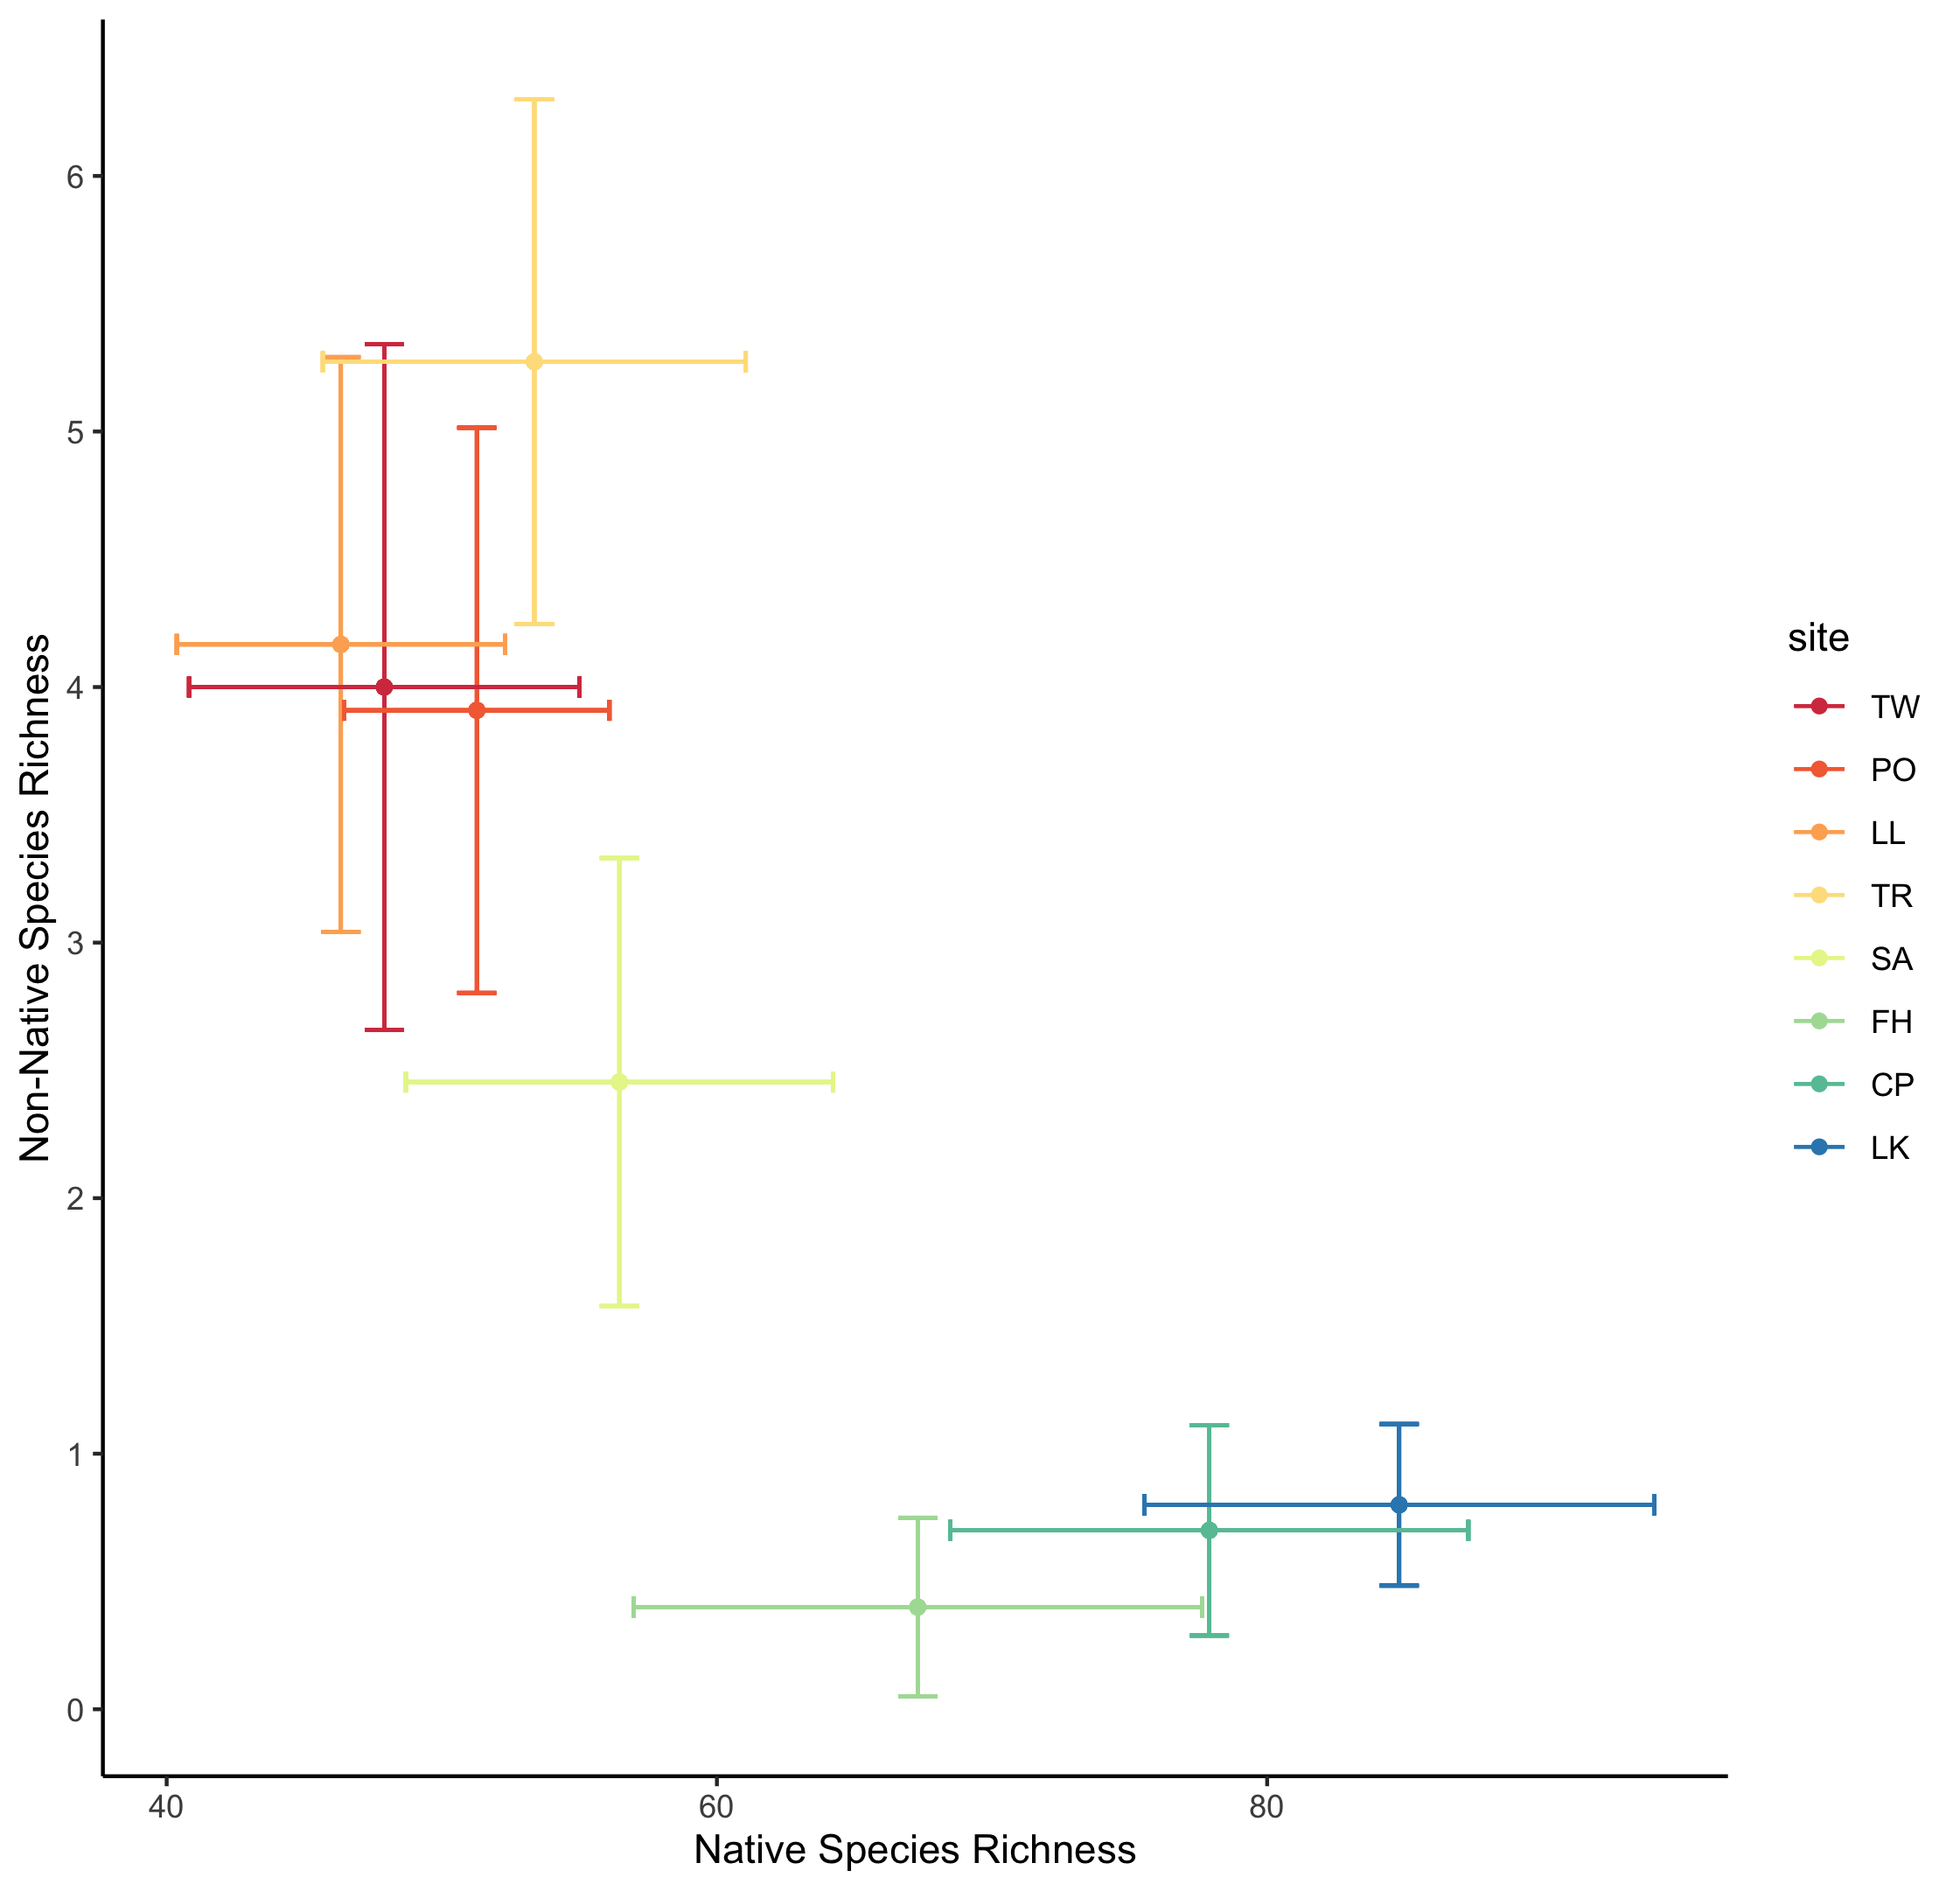 6
5
4
3
2
1
0
Non-Native Species Richness
40 60 80
Native Species Richness
site
TW
PO
LL
TR
SA
FH
CP
LK